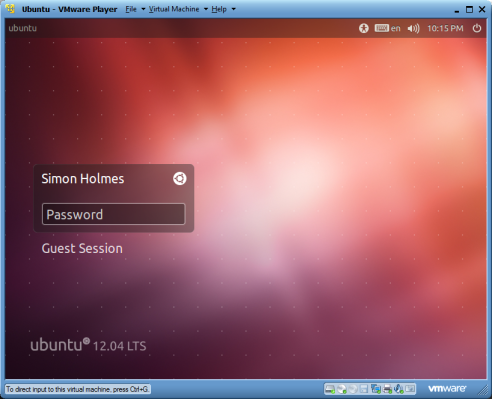 Ubuntu - VMware Player File Virtual Machine Help
ubuntu en 10:15 PM
Simon Holmes
Password
Guest Session
ubuntu 12.04 LTS
To direct input to this virtual machine, press Ctrl+G.
vmware